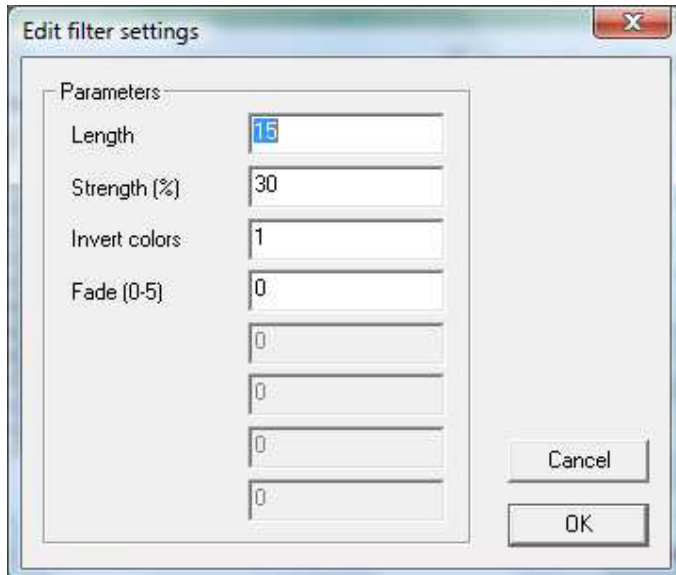 Edit filter settings
Parameters
Length 15
Strength (%) 30
Invert colors 1
Fade (0-5) 0
0
0
0
0
Cancel
OK